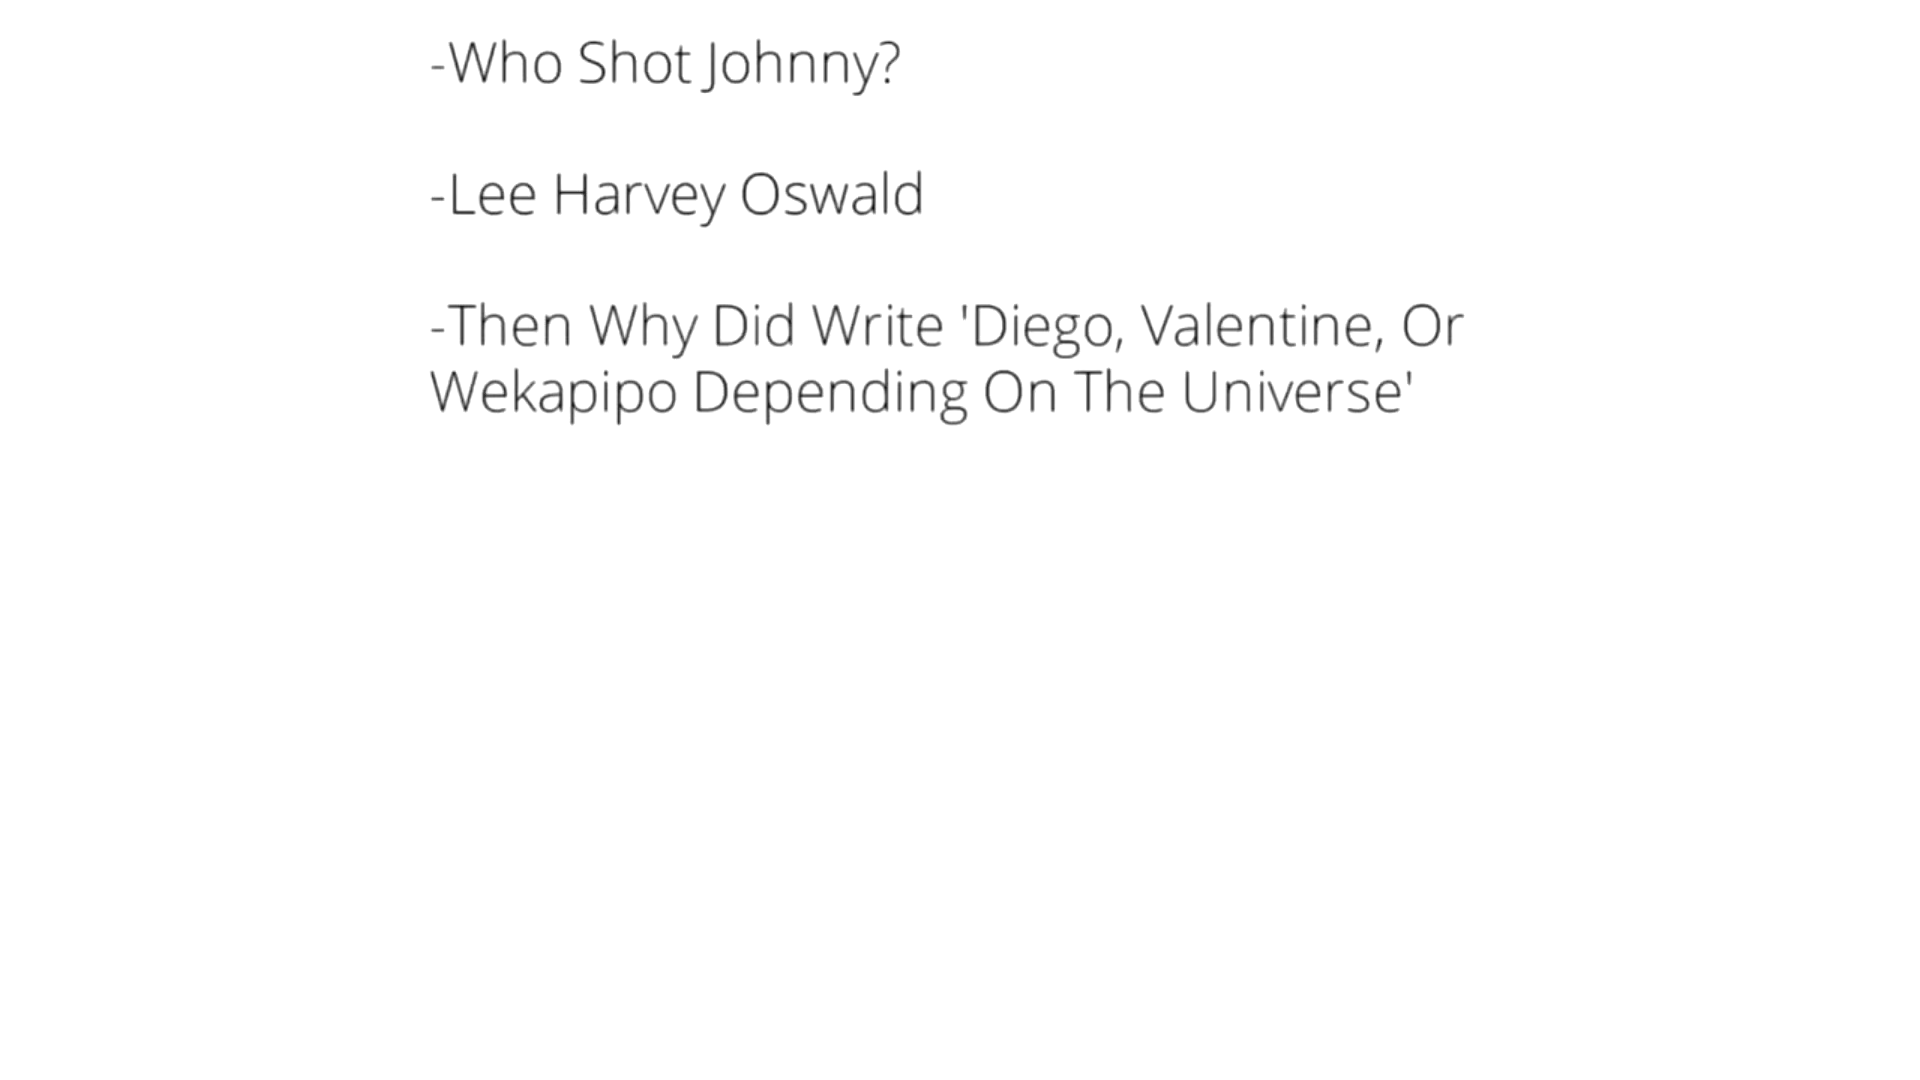 -Who Shot Johnny?
-Lee Harvey Oswald
-Then Why Did Write 'Diego, Valentine, Or
Wekapipo Depending On The Universe'